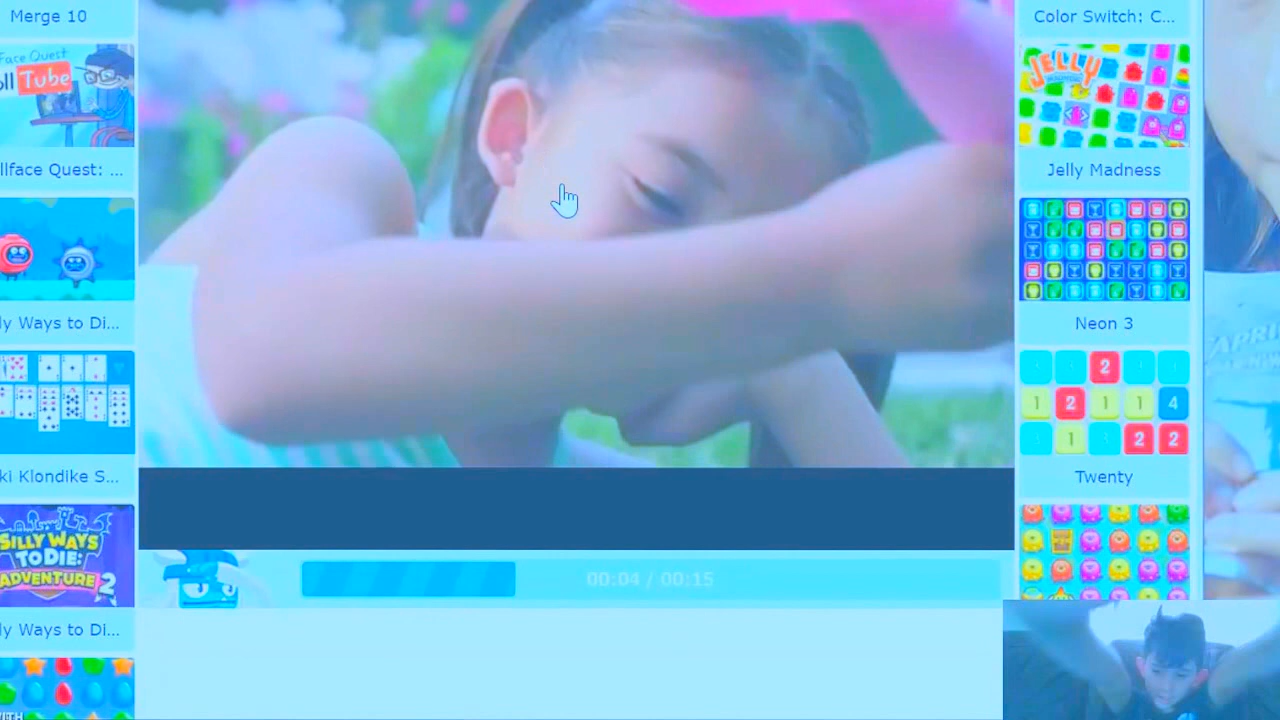 Merge 10
Face Quest
Tube
llface Quest: ...
ly Ways to Di...
ki Klondike S...
SILLY WAYS
TO DIE:
ADVENTURE 2
ly Ways to Di...
WITH
00:04 / 00:15
Color Switch: C...
JELLY
Jelly Madness
Neon 3
2
1 2 1 1 4
1 2 2
Twenty